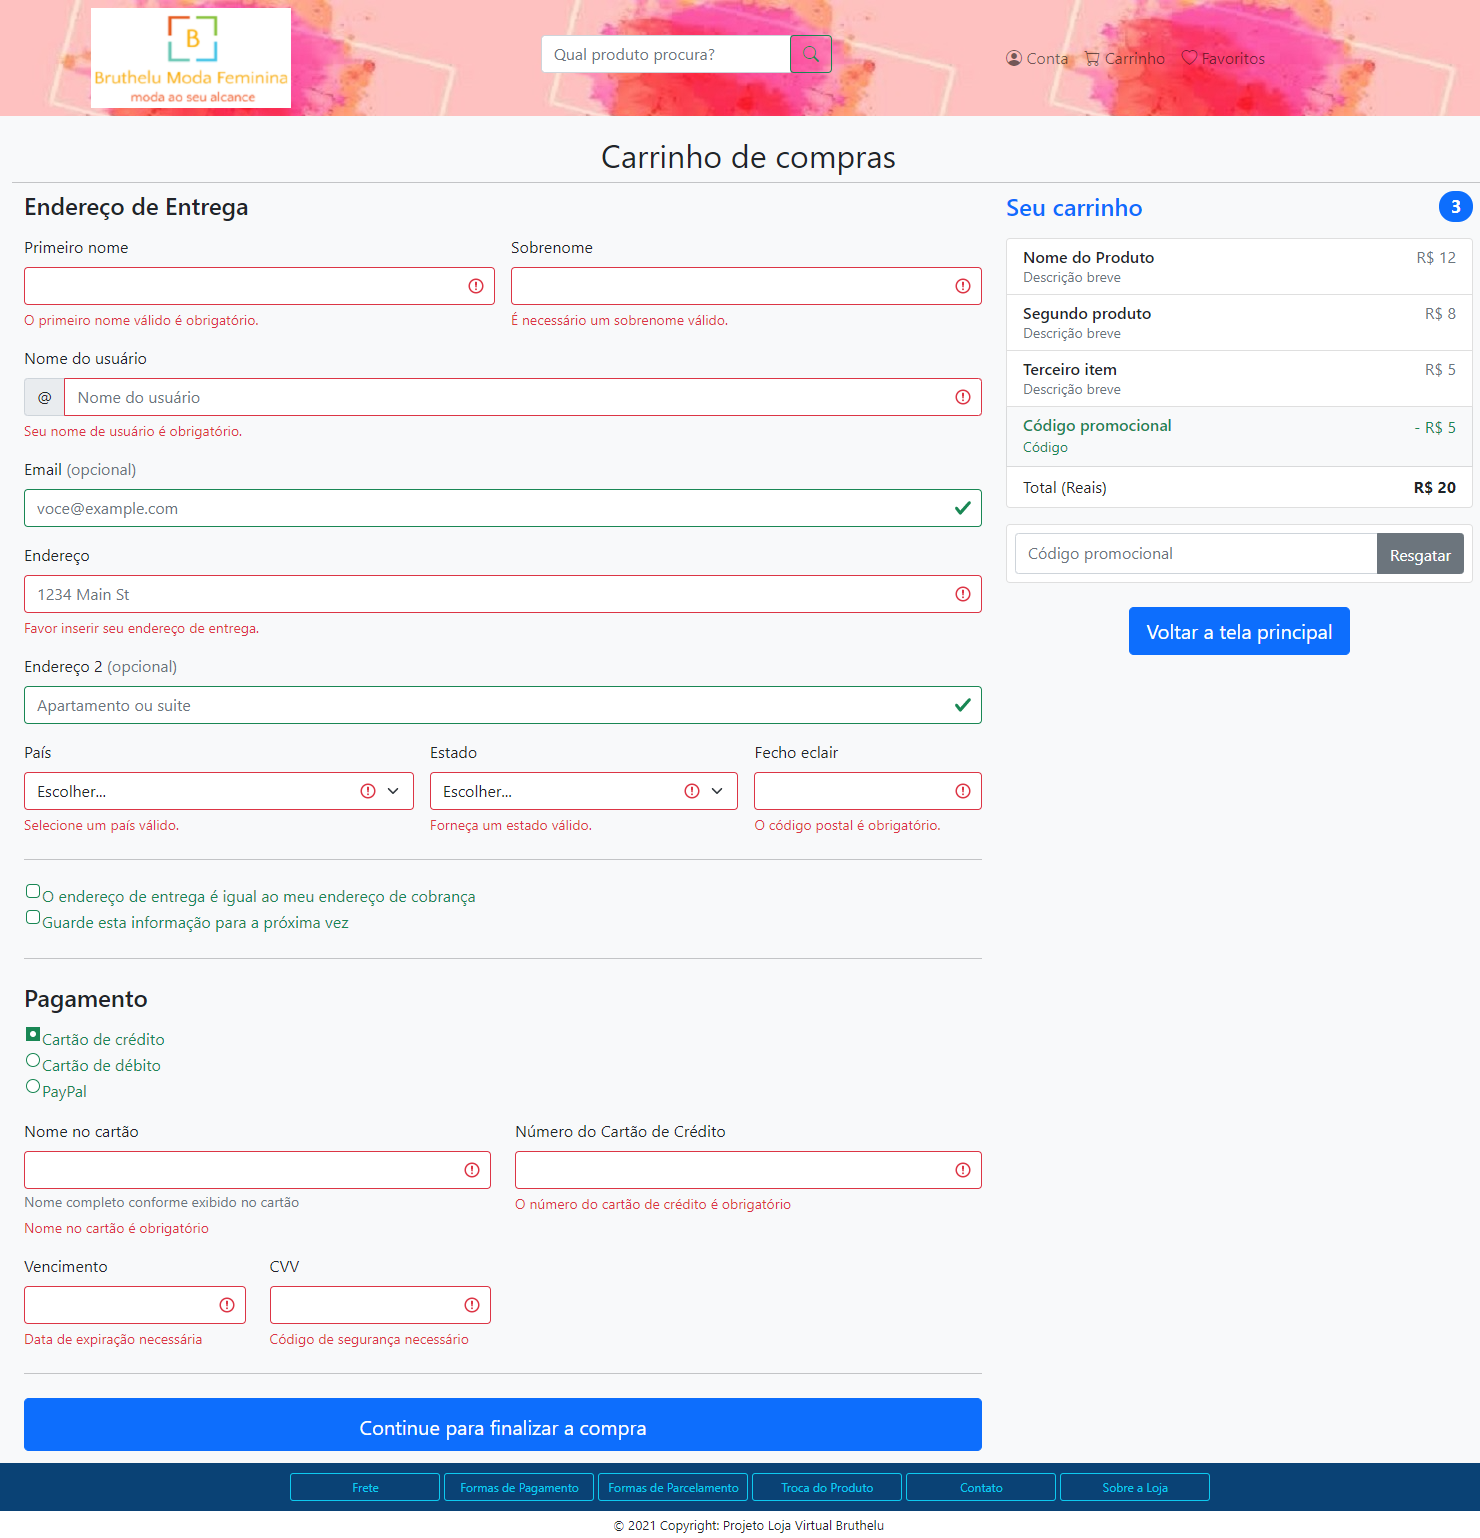 B
Bruthelu Moda Feminina
moda ao seu alcance
Qual produto procura?
Conta Carrinho Favoritos
Carrinho de compras
Endereço de Entrega
Primeiro nome
Sobrenome
O primeiro nome válido é obrigatório.
É necessário um sobrenome válido.
Nome do usuário
@ Nome do usuário
Seu nome de usuário é obrigatório.
Email (opcional)
voce@example.com
Endereço
1234 Main St
Favor inserir seu endereço de entrega.
Endereço 2 (opcional)
Apartamento ou suite
País
Estado
Fecho eclair
Escolher...
Escolher...
Selecione um país válido.
Forneça um estado válido.
O código postal é obrigatório.
O endereço de entrega é igual ao meu endereço de cobrança
Guarde esta informação para a próxima vez
Pagamento
Cartão de crédito
Cartão de débito
PayPal
Nome no cartão
Número do Cartão de Crédito
Nome completo conforme exibido no cartão
O número do cartão de crédito é obrigatório
Nome no cartão é obrigatório
Vencimento
CVV
Data de expiração necessária
Código de segurança necessário
Continue para finalizar a compra
Seu carrinho 3
Nome do Produto R$ 12
Descrição breve
Segundo produto R$ 8
Descrição breve
Terceiro item R$ 5
Descrição breve
Código promocional - R$ 5
Código
Total (Reais) R$ 20
Código promocional Resgatar
Voltar a tela principal
Frete Formas de Pagamento Formas de Parcelamento Troca do Produto Contato Sobre a Loja
© 2021 Copyright: Projeto Loja Virtual Bruthelu